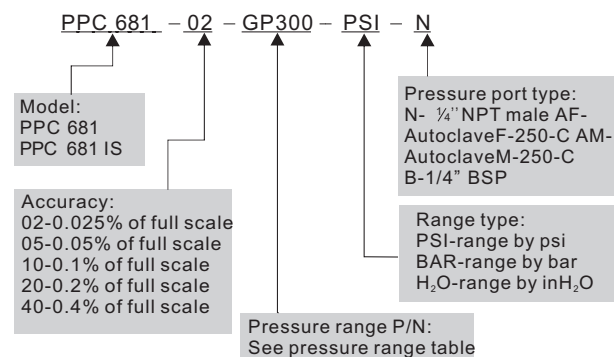 PPC 681 - 02 - GP300 - PSI - N
Model:
PPC 681
PPC 681 IS
Accuracy:
02-0.025% of full scale
05-0.05% of full scale
10-0.1% of full scale
20-0.2% of full scale
40-0.4% of full scale
Pressure range P/N:
See pressure range table
Range type:
PSI-range by psi
BAR-range by bar
H₂O-range by inH₂O
Pressure port type:
N- ¼'' NPT male AF-
AutoclaveF-250-C AM-
AutoclaveM-250-C
B-1/4" BSP